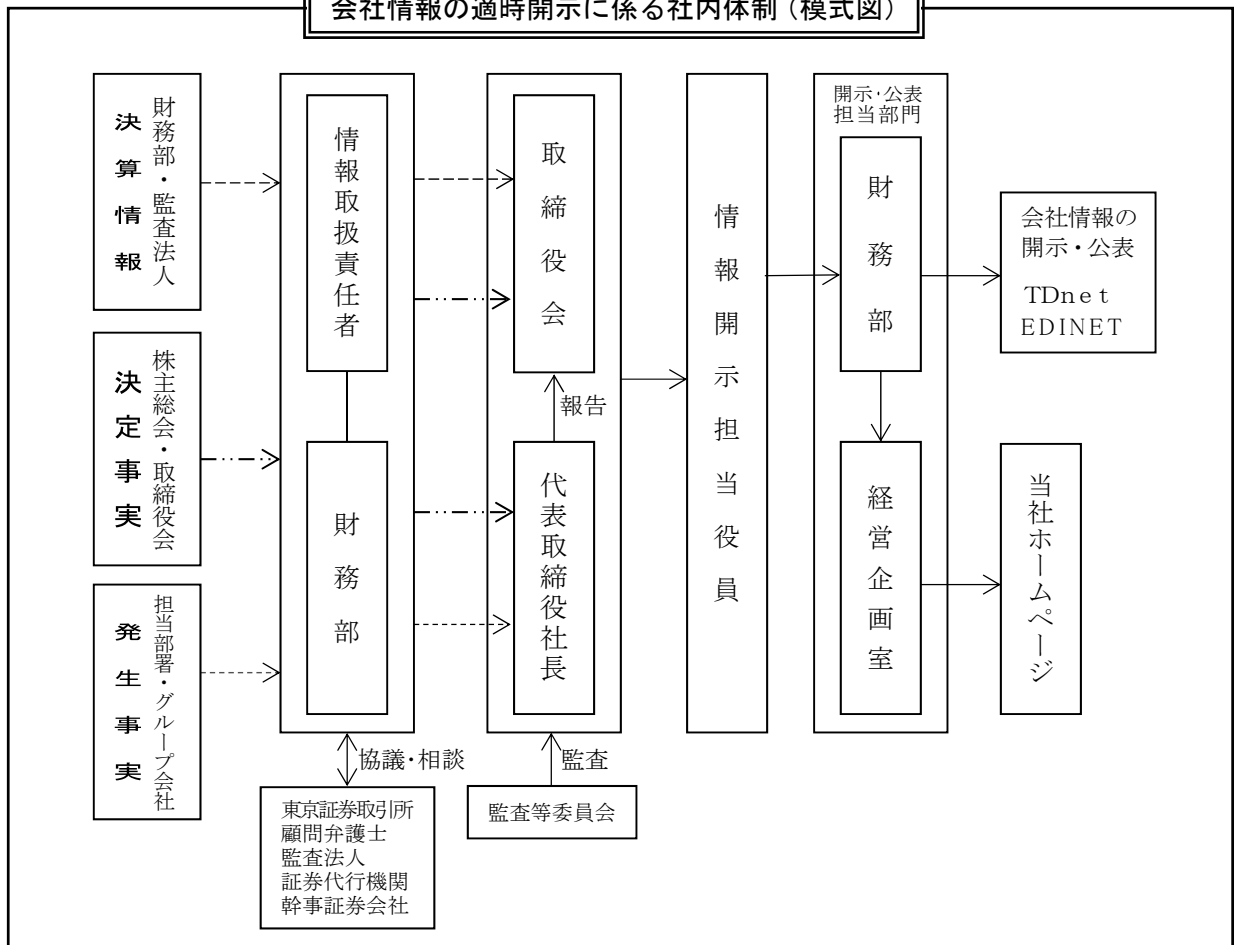 会社情報の適時開示に係る社内体制（模式図）
決算情報
財務部・監査法人
決定事実
株主総会・取締役会
発生事実
担当部署・グループ会社
情報取扱責任者
財務部
協議・相談
東京証券取引所
顧問弁護士
監査法人
証券代行機関
幹事証券会社
取締役会
報告
代表取締役社長
監査
監査等委員会
情報開示担当役員
開示・公表
担当部門
財務部
経営企画室
会社情報の
開示・公表
TDnet
EDINET
当社ホームページ